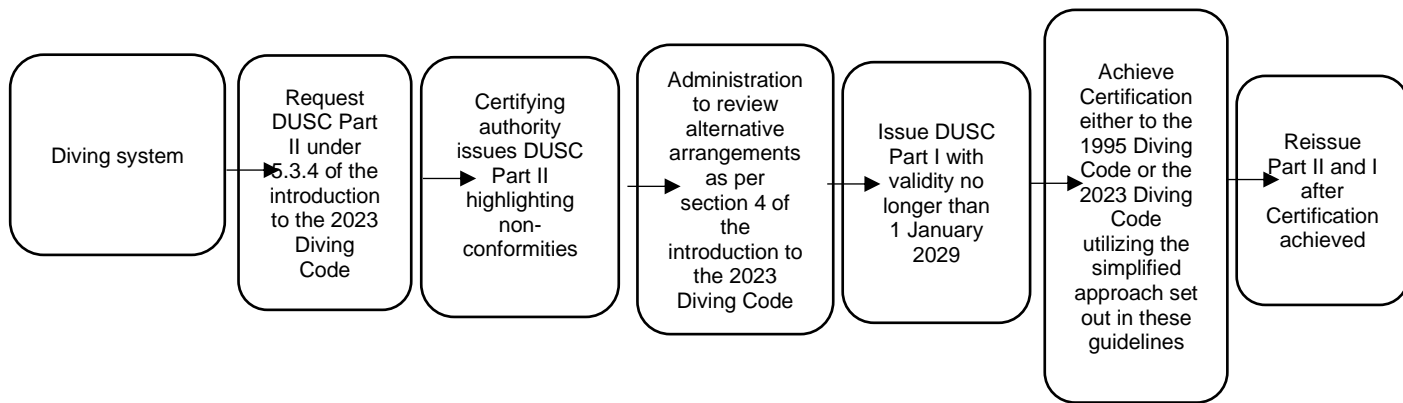 Diving system
Request
DUSC Part
II under
5.3.4 of the
introduction
to the 2023
Diving
Code
Certifying
authority
issues DUSC
Part II
highlighting
non-
conformities
Administration
to review
alternative
arrangements
as per
section 4 of
the
introduction to
the 2023
Diving Code
Issue DUSC
Part I with
validity no
longer than
1 January
2029
Achieve
Certification
either to the
1995 Diving
Code or the
2023 Diving
Code
utilizing the
simplified
approach set
out in these
guidelines
Reissue
Part II and I
after
Certification
achieved